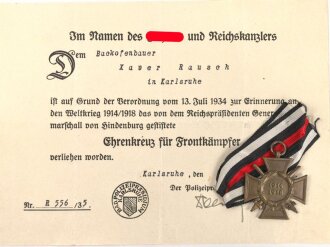 Im Namen des und Reichskanzlers
Dem Backofenbauer
Xaver Rausch
in Karlsruhe
ist auf Grund der Verordnung vom 13. Juli 1934 zur Erinnerung an
den Weltkrieg 1914/1918 das von dem Reichspräsidenten Gener
marschall von Hindenburg gestiftete
Ehrenkreuz für Frontkämpfer
verliehen worden.
Karlsruhe, den
Der Polizeipr
Nr. R 556 /35